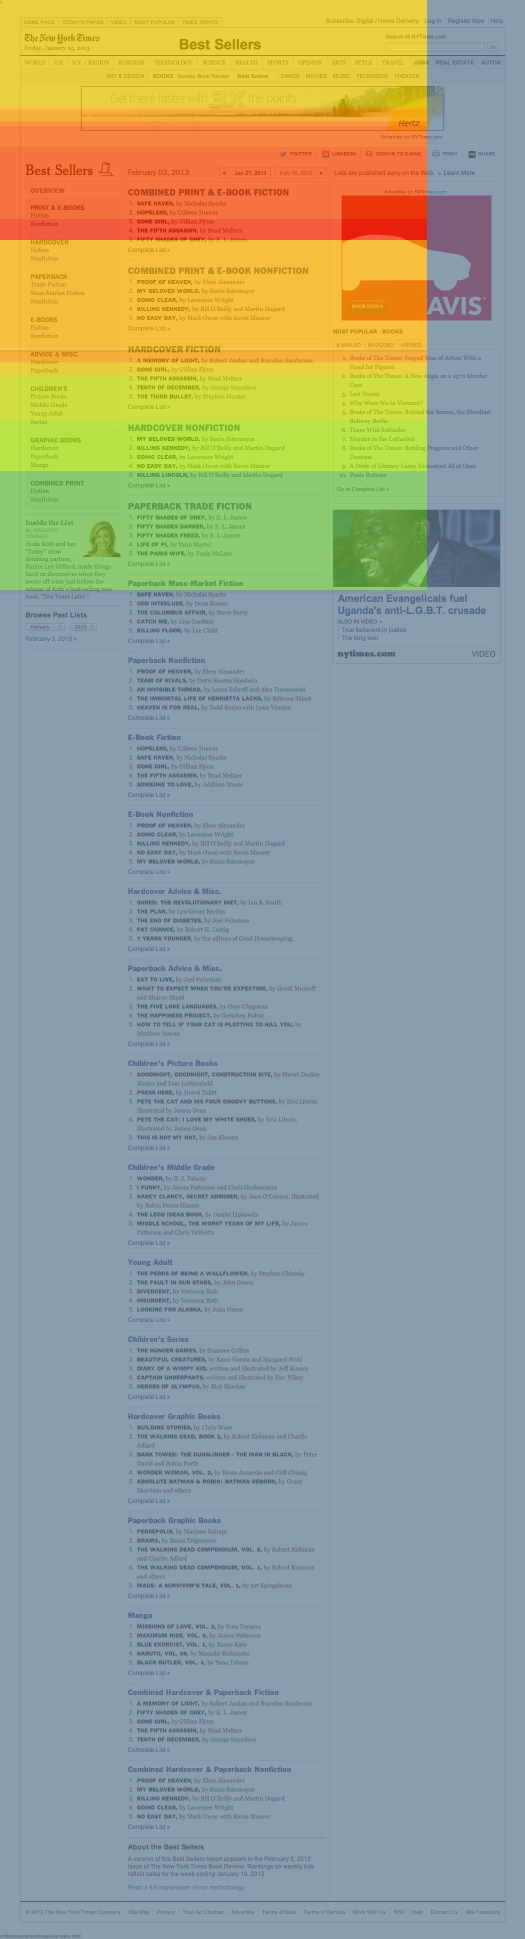 HOME PAGE TODAY'S PAPER VIDEO MOST POPULAR TIMES TOPICS
Subscribe: Digital / Home Delivery Log In Register Now Help
The New York Times
Friday, January 25, 2013
Best Sellers
Search All NYTimes.com
Go
WORLD U.S. N.Y. / REGION BUSINESS TECHNOLOGY SCIENCE HEALTH SPORTS OPINION ARTS STYLE TRAVEL JOBS REAL ESTATE AUTOS
ART & DESIGN BOOKS Sunday Book Review Best Sellers DANCE MOVIES MUSIC TELEVISION THEATER
Get there faster with 3X the points
Hertz
Advertise on NYTimes.com
TWITTER LINKEDIN SIGN IN TO E-MAIL PRINT SHARE
Best Sellers
February 03, 2013
Jan 27, 2013 Feb 10, 2013
Lists are published early on the Web Learn More
OVERVIEW
PRINT & E-BOOKS
Fiction
Nonfiction
HARDCOVER
Fiction
Nonfiction
PAPERBACK
Trade Fiction
Mass-Market Fiction
Nonfiction
E-BOOKS
Fiction
Nonfiction
ADVICE & MISC.
Hardcover
Paperback
CHILDREN'S
Picture Books
Middle Grade
Young Adult
Series
GRAPHIC BOOKS
Hardcover
Paperback
Manga
COMBINED PRINT
Fiction
Nonfiction
Inside the List
By GREGORY COWLES
Hoda Kotb and her
"Today" show
drinking partner,
Kathie Lee Gifford, made things
hard on themselves when they
swore off wine just before the
release of Kotb's best-selling new
book, "Ten Years Later."
Browse Past Lists
February 2013
February 3, 2013 »
COMBINED PRINT & E-BOOK FICTION
1. SAFE HAVEN, by Nicholas Sparks
2. HOPELESS, by Colleen Hoover
3. GONE GIRL, by Gillian Flynn
4. THE FIFTH ASSASSIN, by Brad Meltzer
5. FIFTY SHADES OF GREY, by E. L. James
Complete List »
COMBINED PRINT & E-BOOK NONFICTION
1. PROOF OF HEAVEN, by Eben Alexander
2. MY BELOVED WORLD, by Sonia Sotomayor
3. GOING CLEAR, by Lawrence Wright
4. KILLING KENNEDY, by Bill O'Reilly and Martin Dugard
5. NO EASY DAY, by Mark Owen with Kevin Maurer
Complete List »
HARDCOVER FICTION
1. A MEMORY OF LIGHT, by Robert Jordan and Brandon Sanderson
2. GONE GIRL, by Gillian Flynn
3. THE FIFTH ASSASSIN, by Brad Meltzer
4. TENTH OF DECEMBER, by George Saunders
5. THE THIRD BULLET, by Stephen Hunter
Complete List »
HARDCOVER NONFICTION
1. MY BELOVED WORLD, by Sonia Sotomayor
2. KILLING KENNEDY, by Bill O'Reilly and Martin Dugard
3. GOING CLEAR, by Lawrence Wright
4. NO EASY DAY, by Mark Owen with Kevin Maurer
5. KILLING LINCOLN, by Bill O'Reilly and Martin Dugard
Complete List »
PAPERBACK TRADE FICTION
1. FIFTY SHADES OF GREY, by E. L. James
2. FIFTY SHADES DARKER, by E. L. James
3. FIFTY SHADES FREED, by E. L. James
4. LIFE OF PI, by Yann Martel
5. THE PARIS WIFE, by Paula McLain
Complete List »
Paperback Mass-Market Fiction
1. SAFE HAVEN, by Nicholas Sparks
2. ODD INTERLUDE, by Dean Koontz
3. THE COLUMBUS AFFAIR, by Steve Berry
4. CATCH ME, by Lisa Gardner
5. KILLING FLOOR, by Lee Child
Complete List »
Paperback Nonfiction
1. PROOF OF HEAVEN, by Eben Alexander
2. TEAM OF RIVALS, by Doris Kearns Goodwin
3. AN INVISIBLE THREAD, by Laura Schroff and Alex Tresniowski
4. THE IMMORTAL LIFE OF HENRIETTA LACKS, by Rebecca Skloot
5. HEAVEN IS FOR REAL, by Todd Burpo with Lynn Vincent
Complete List »
E-Book Fiction
1. HOPELESS, by Colleen Hoover
2. SAFE HAVEN, by Nicholas Sparks
3. GONE GIRL, by Gillian Flynn
4. THE FIFTH ASSASSIN, by Brad Meltzer
5. SOMEONE TO LOVE, by Addison Moore
Complete List »
E-Book Nonfiction
1. PROOF OF HEAVEN, by Eben Alexander
2. GOING CLEAR, by Lawrence Wright
3. KILLING KENNEDY, by Bill O'Reilly and Martin Dugard
4. NO EASY DAY, by Mark Owen with Kevin Maurer
5. MY BELOVED WORLD, by Sonia Sotomayor
Complete List »
Hardcover Advice & Misc.
1. SHRED: THE REVOLUTIONARY DIET, by Ian K. Smith
2. THE PLAN, by Lyn-Genet Recitas
3. THE END OF DIABETES, by Joel Fuhrman
4. FAT CHANCE, by Robert H. Lustig
5. 7 YEARS YOUNGER, by the editors of Good Housekeeping
Complete List »
Paperback Advice & Misc.
1. EAT TO LIVE, by Joel Fuhrman
2. WHAT TO EXPECT WHEN YOU'RE EXPECTING, by Heidi Murkoff
and Sharon Mazel
3. THE FIVE LOVE LANGUAGES, by Gary Chapman
4. THE HAPPINESS PROJECT, by Gretchen Rubin
5. HOW TO TELL IF YOUR CAT IS PLOTTING TO KILL YOU, by
Matthew Inman
Complete List »
Children's Picture Books
1. GOODNIGHT, GOODNIGHT, CONSTRUCTION SITE, by Sherri Duskey
Rinker and Tom Lichtenheld
2. PRESS HERE, by Hervé Tullet
3. PETE THE CAT AND HIS FOUR GROOVY BUTTONS, by Eric Litwin.
Illustrated by James Dean
4. PETE THE CAT: I LOVE MY WHITE SHOES, by Eric Litwin.
Illustrated by James Dean
5. THIS IS NOT MY HAT, by Jon Klassen
Complete List »
Children's Middle Grade
1. WONDER, by R. J. Palacio
2. I FUNNY, by James Patterson and Chris Grabenstein
3. NANCY CLANCY, SECRET ADMIRER, by Jane O'Connor. Illustrated
by Robin Preiss Glasser
4. THE LEGO IDEAS BOOK, by Daniel Lipkowitz
5. MIDDLE SCHOOL, THE WORST YEARS OF MY LIFE, by James
Patterson and Chris Tebbetts
Complete List »
Young Adult
1. THE PERKS OF BEING A WALLFLOWER, by Stephen Chbosky
2. THE FAULT IN OUR STARS, by John Green
3. DIVERGENT, by Veronica Roth
4. INSURGENT, by Veronica Roth
5. LOOKING FOR ALASKA, by John Green
Complete List »
Children's Series
1. THE HUNGER GAMES, by Suzanne Collins
2. BEAUTIFUL CREATURES, by Kami Garcia and Margaret Stohl
3. DIARY OF A WIMPY KID, written and illustrated by Jeff Kinney
4. CAPTAIN UNDERPANTS, written and illustrated by Dav Pilkey
5. HEROES OF OLYMPUS, by Rick Riordan
Complete List »
Hardcover Graphic Books
1. BUILDING STORIES, by Chris Ware
2. THE WALKING DEAD, BOOK 2, by Robert Kirkman and Charlie
Adlard
3. DARK TOWER: THE GUNSLINGER - THE MAN IN BLACK, by Peter
David and Robin Furth
4. WONDER WOMAN, VOL. 2, by Brian Azzarello and Cliff Chiang
5. ABSOLUTE BATMAN & ROBIN: BATMAN REBORN, by Grant
Morrison and others
Complete List »
Paperback Graphic Books
1. PERSEPOLIS, by Marjane Satrapi
2. DRAMA, by Raina Telgemeier
3. THE WALKING DEAD COMPENDIUM, VOL. 2, by Robert Kirkman
and Charlie Adlard
4. THE WALKING DEAD COMPENDIUM, VOL. 1, by Robert Kirkman
and others
5. MAUS: A SURVIVOR'S TALE, VOL. 1, by Art Spiegelman
Complete List »
Manga
1. MISSIONS OF LOVE, VOL. 2, by Ema Toyama
2. MAXIMUM RIDE, VOL. 6, by James Patterson
3. BLUE EXORCIST, VOL. 1, by Kazue Kato
4. NARUTO, VOL. 59, by Masashi Kishimoto
5. BLACK BUTLER, VOL. 1, by Yana Toboso
Complete List »
Combined Hardcover & Paperback Fiction
1. A MEMORY OF LIGHT, by Robert Jordan and Brandon Sanderson
2. FIFTY SHADES OF GREY, by E. L. James
3. GONE GIRL, by Gillian Flynn
4. THE FIFTH ASSASSIN, by Brad Meltzer
5. TENTH OF DECEMBER, by George Saunders
Complete List »
Combined Hardcover & Paperback Nonfiction
1. PROOF OF HEAVEN, by Eben Alexander
2. MY BELOVED WORLD, by Sonia Sotomayor
3. KILLING KENNEDY, by Bill O'Reilly and Martin Dugard
4. GOING CLEAR, by Lawrence Wright
5. NO EASY DAY, by Mark Owen with Kevin Maurer
Complete List »
About the Best Sellers
A version of this Best Sellers report appears in the February 3, 2013
issue of The New York Times Book Review. Rankings on weekly lists
reflect sales for the week ending January 19, 2013.
Read a full explanation of our methodology.
Advertise on NYTimes.com
BOOK NOW
AVIS
MOST POPULAR - BOOKS
E-MAILED BLOGGED VIEWED
1. Books of The Times: Prayed Man of Action With a
Head for Figures
2. Books of The Times: A New Angle on a 1970 Murder
Case
3. Lost Tracks
4. Why Were We in Vietnam?
5. Books of The Times: Behind the Scenes, the Bloodiest
Railway Battle
6. Those Wild Solitudes
7. Murder in the Cathedral
8. Books of The Times: Battling Progress and Other
Demons
9. A Pride of Literary Lions, Unleashed All at Once
10. Panic Buttons
Go to Complete List »
American Evangelicals fuel
Uganda's anti-L.G.B.T. crusade
ALSO IN VIDEO »
True believers in justice
The long wait
nytimes.com VIDEO
© 2013 The New York Times Company Site Map Privacy Your Ad Choices Advertise Terms of Sale Terms of Service Work With Us RSS Help Contact Us Site Feedback